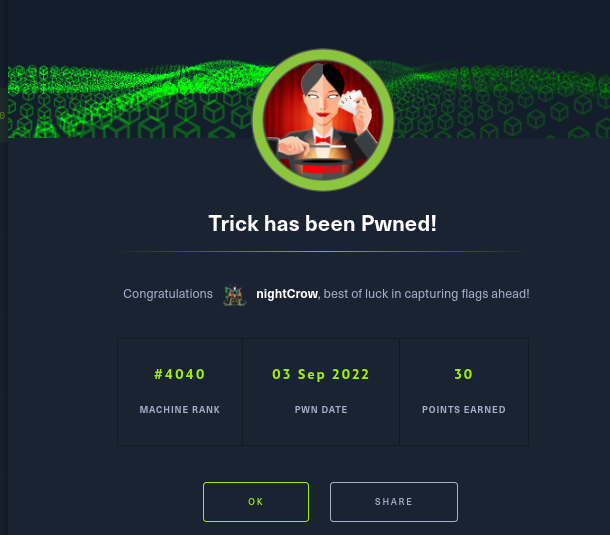 Trick has been Pwned!
Congratulations nightCrow, best of luck in capturing flags ahead!
#4040 03 Sep 2022 30
MACHINE RANK PWN DATE POINTS EARNED
OK SHARE